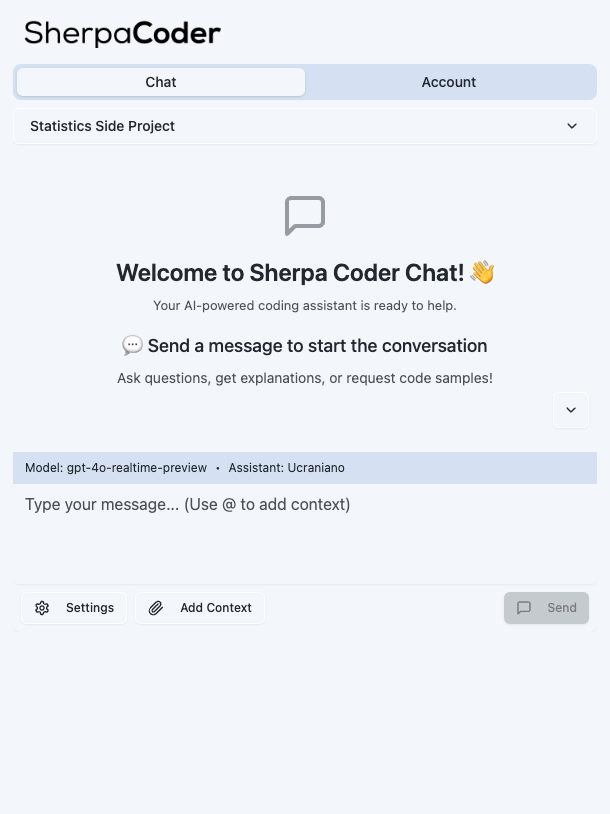 SherpaCoder
Chat
Account
Statistics Side Project
Welcome to Sherpa Coder Chat! 👋
Your AI-powered coding assistant is ready to help.
💬 Send a message to start the conversation
Ask questions, get explanations, or request code samples!
Model: gpt-4o-realtime-preview • Assistant: Ucraniano
Type your message... (Use @ to add context)
Settings
Add Context
Send